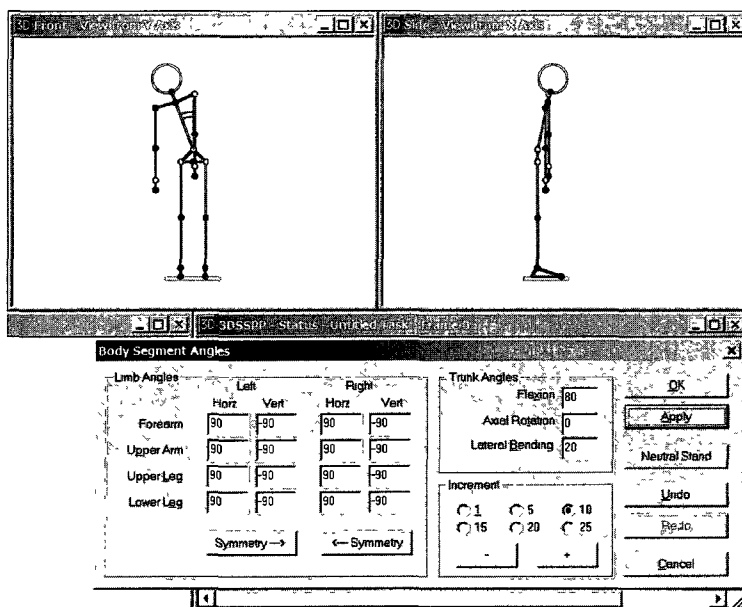 3D Front - View from Y Axis
3D Side - View from X Axis
3D 3DSSPP - Status - Untitled Task Frame 0
Body Segment Angles
Limb Angles
Left Right
Horz Vert Horz Vert
Forearm 90 -90 90 -90
Upper Arm 90 -90 90 -90
Upper Leg 90 -90 90 -90
Lower Leg 90 -90 90 -90
Symmetry --> <-- Symmetry
Trunk Angles
Flexion 80
Axial Rotation 0
Lateral Bending 20
Increment
1 5 10
15 20 25
- +
OK
Apply
Neutral Stand
Undo
Redo
Cancel